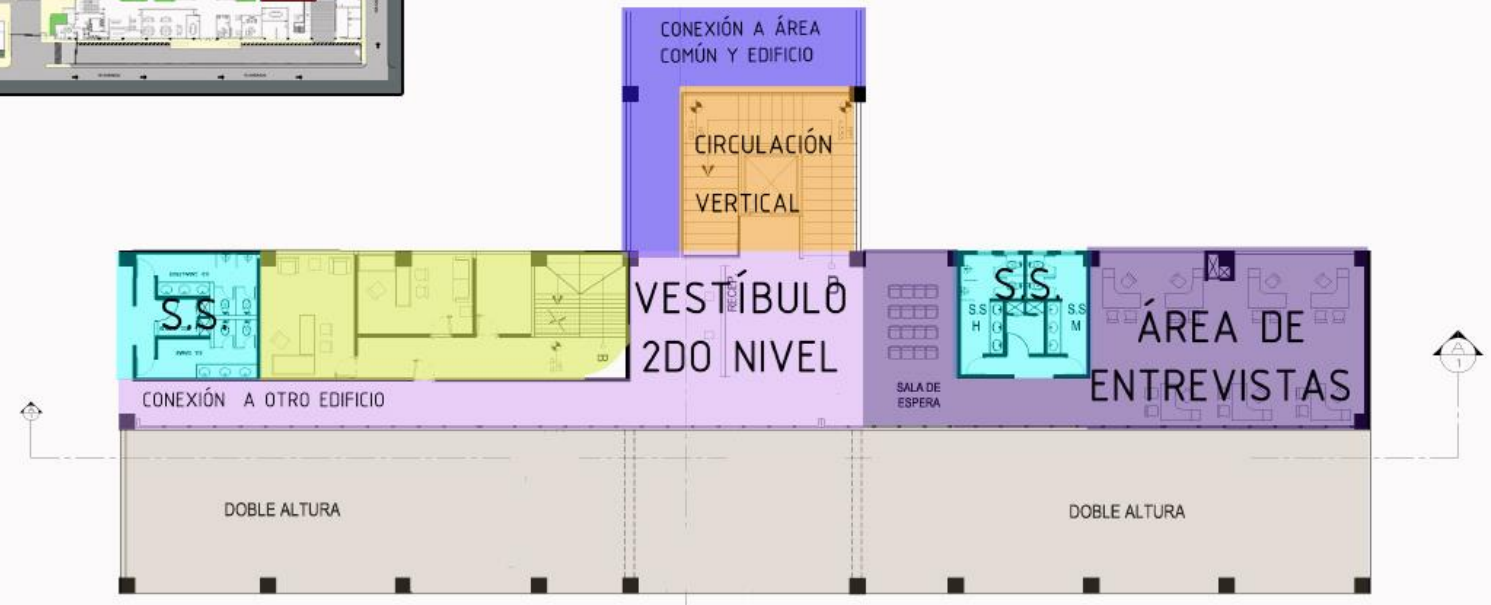 CONEXIÓN A ÁREA
COMÚN Y EDIFICIO
CIRCULACIÓN
VERTICAL
S.S.
VESTÍBULO
2DO NIVEL
RECEP
B
SALA DE
ESPERA
S.S.
S.S
H
S.S
M
ÁREA DE
ENTREVISTAS
CONEXIÓN A OTRO EDIFICIO
A
1
DOBLE ALTURA
DOBLE ALTURA